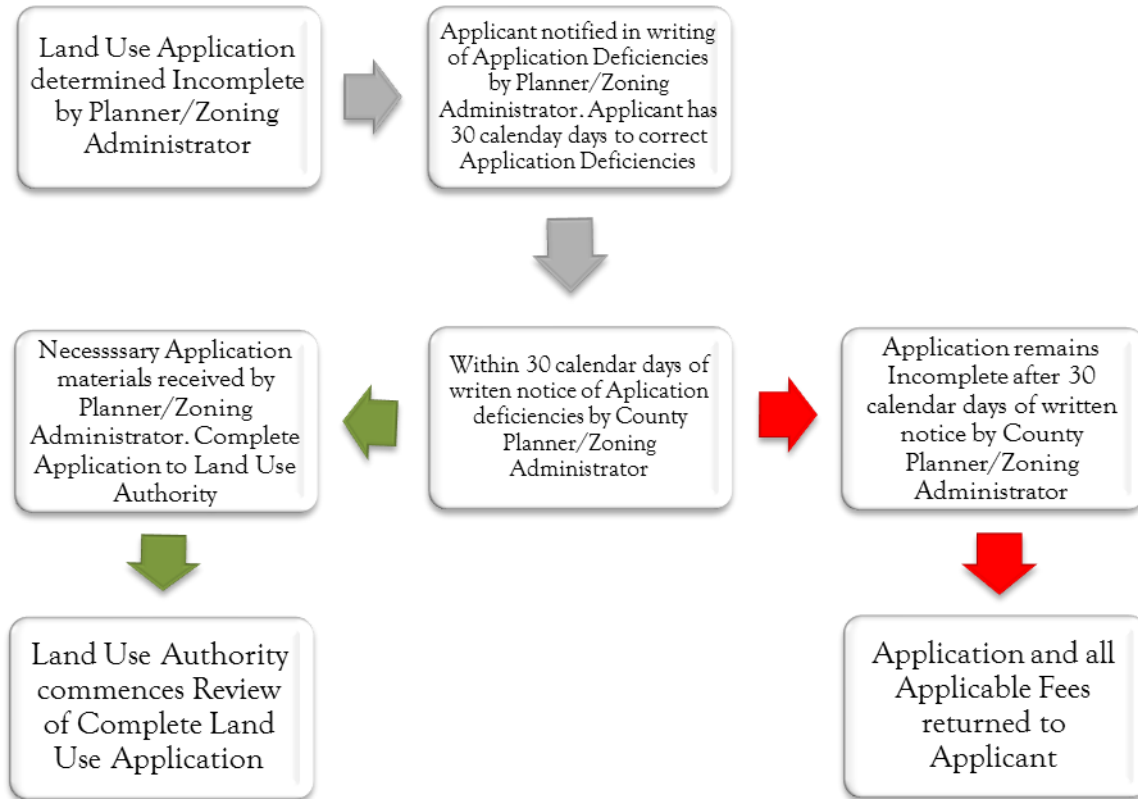 Land Use Application
determined Incomplete
by Planner/Zoning
Administrator
Applicant notified in writing
of Application Deficiencies
by Planner/Zoning
Administrator. Applicant has
30 calenday days to correct
Application Deficiencies
Necesssary Application
materials received by
Planner/Zoning
Administrator. Complete
Application to Land Use
Authority
Within 30 calendar days of
writen notice of Aplication
deficiencies by County
Planner/Zoning
Administrator
Application remains
Incomplete after 30
calendar days of written
notice by County
Planner/Zoning
Administrator
Land Use Authority
commences Review
of Complete Land
Use Application
Application and all
Applicable Fees
returned to
Applicant